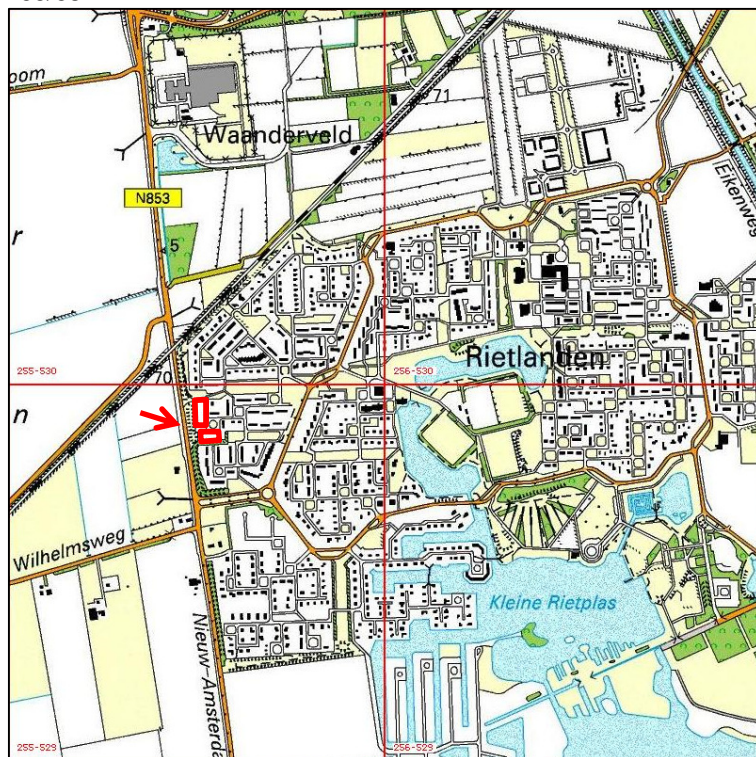 oom
Waanderveld
71
N853
Eikenweg
r
5
Rietlanden
255-530
256-530
70
n
Wilhelmsweg
Kleine Rietplas
Nieuw-Amsterda
255-529
256-529